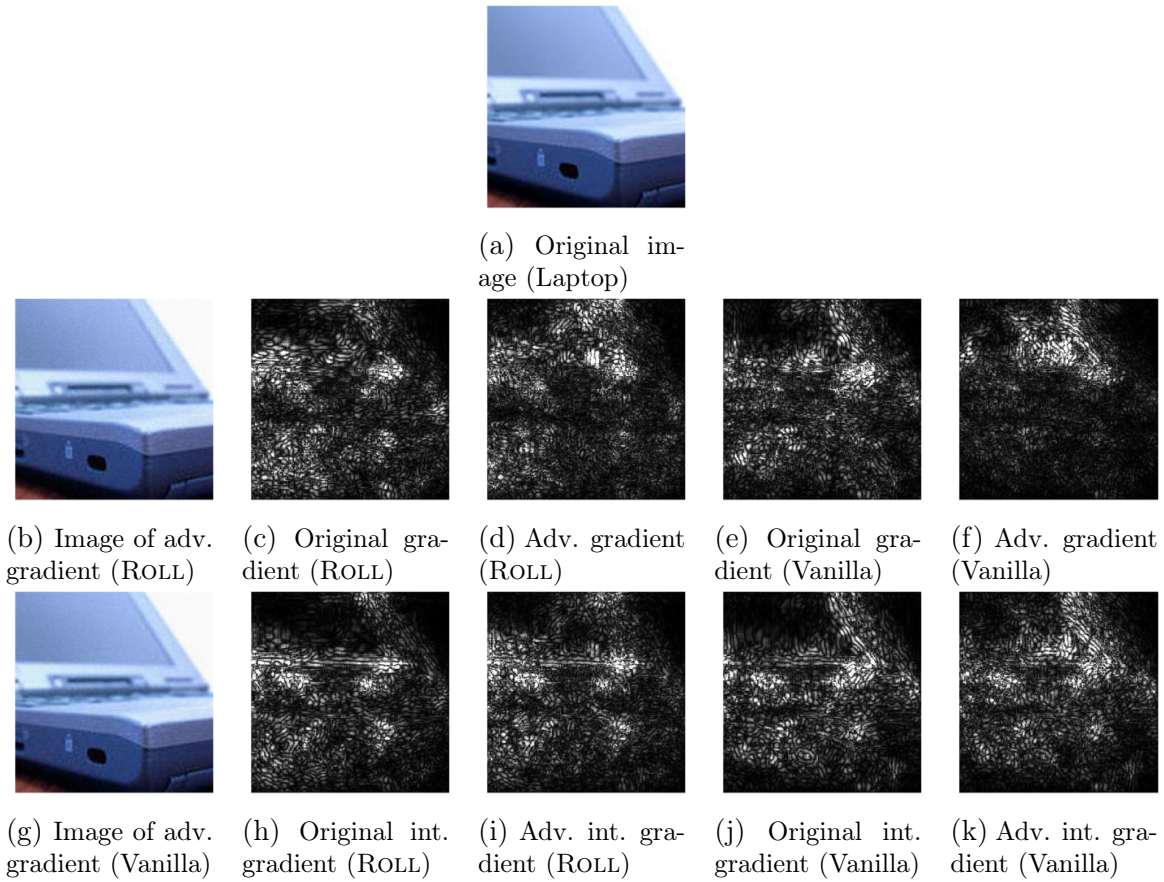 (a) Original im-
age (Laptop)
(b) Image of adv.
gradient (ROLL)
(c) Original gra-
dient (ROLL)
(d) Adv. gradient
(ROLL)
(e) Original gra-
dient (Vanilla)
(f) Adv. gradient
(Vanilla)
(g) Image of adv.
gradient (Vanilla)
(h) Original int.
gradient (ROLL)
(i) Adv. int. gra-
dient (ROLL)
(j) Original int.
gradient (Vanilla)
(k) Adv. int. gra-
dient (Vanilla)